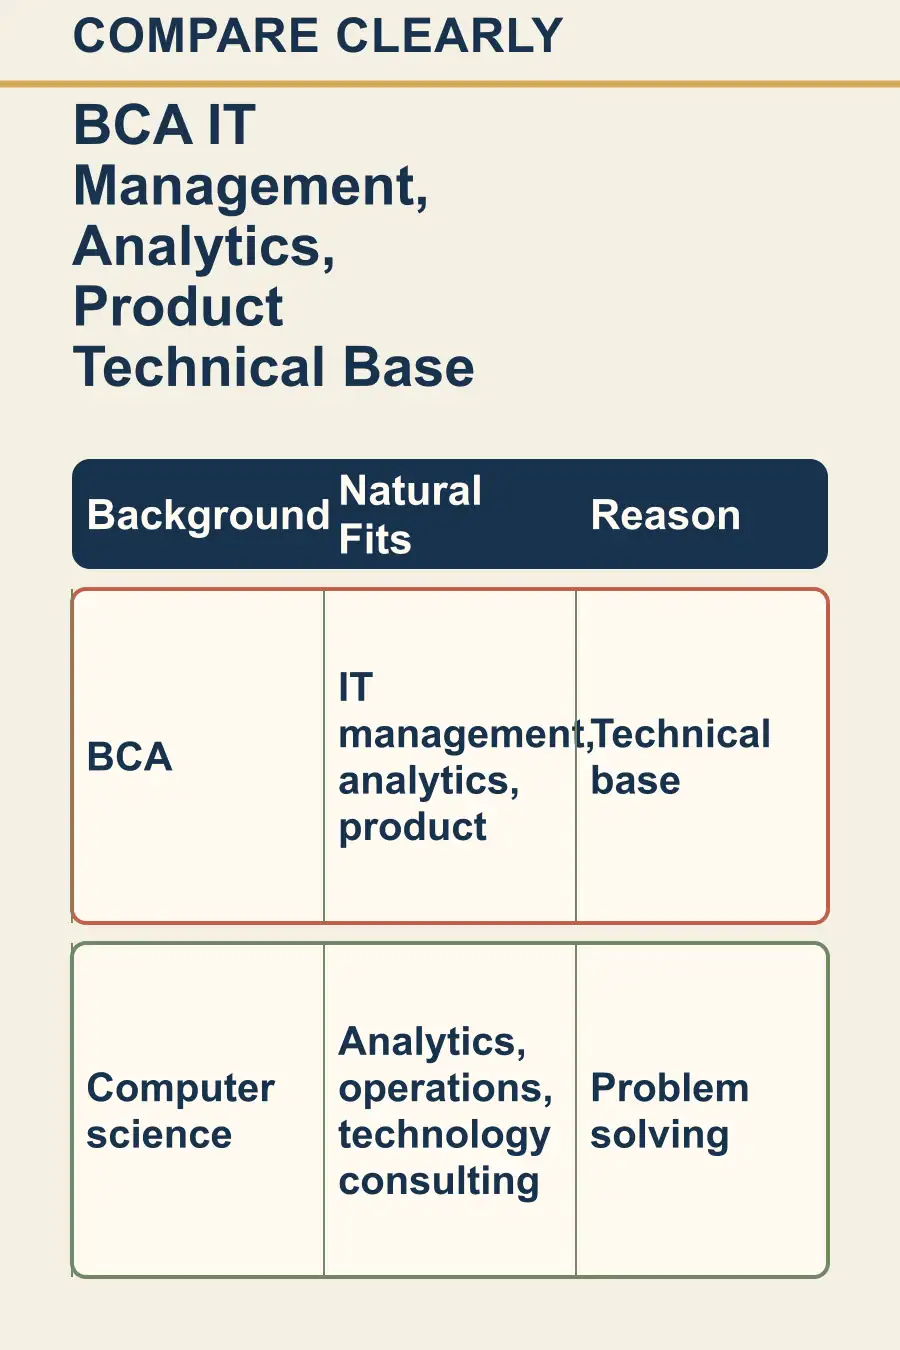 COMPARE CLEARLY
BCA IT
Management,
Analytics,
Product
Technical Base
Background
Natural
Fits
Reason
BCA
IT
management,
analytics,
product
Technical
base
Computer
science
Analytics,
operations,
technology
consulting
Problem
solving